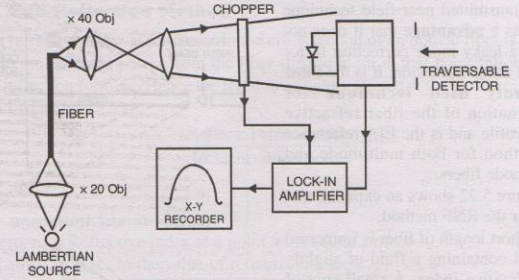 CHOPPER
× 40 Obj
TRAVERSABLE
DETECTOR
FIBER
× 20 Obj
X-Y
RECORDER
LOCK-IN
AMPLIFIER
LAMBERTIAN
SOURCE